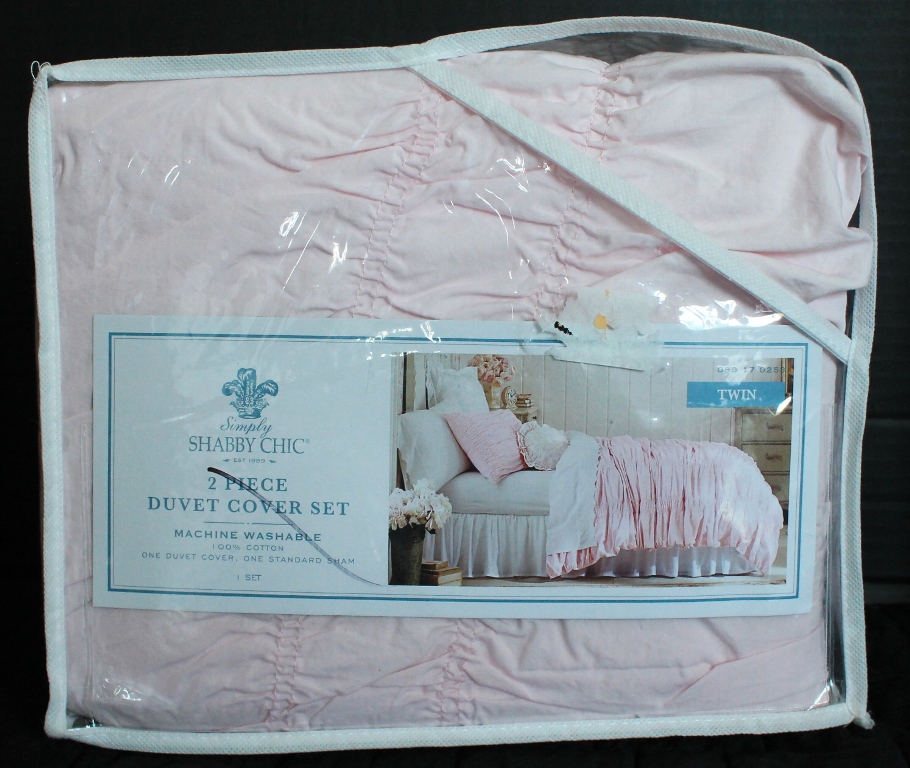 Simply
SHABBY CHIC®
EST 1989
2 PIECE
DUVET COVER SET
MACHINE WASHABLE
100% COTTON
ONE DUVET COVER, ONE STANDARD SHAM
1 SET
TWIN